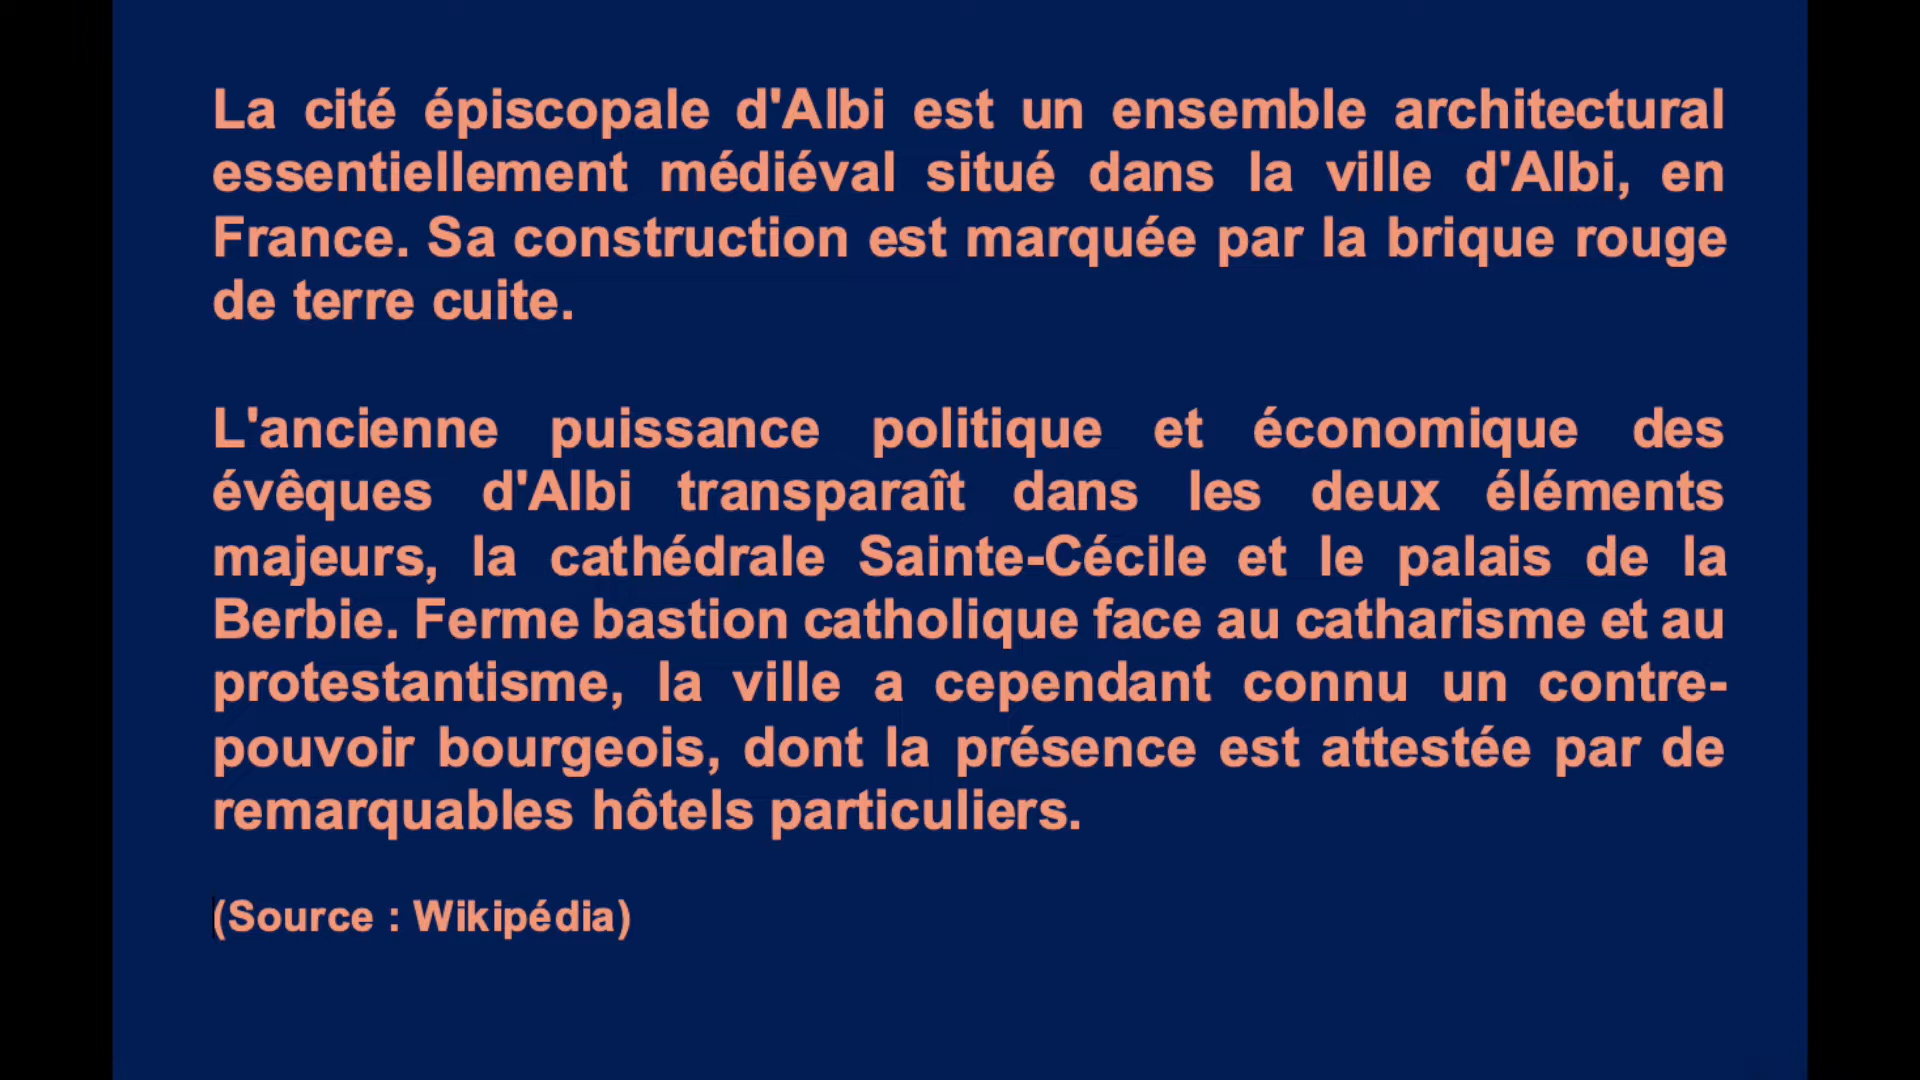 La cité épiscopale d'Albi est un ensemble architectural
essentiellement médiéval situé dans la ville d'Albi, en
France. Sa construction est marquée par la brique rouge
de terre cuite.
L'ancienne puissance politique et économique des
évêques d'Albi transparaît dans les deux éléments
majeurs, la cathédrale Sainte-Cécile et le palais de la
Berbie. Ferme bastion catholique face au catharisme et au
protestantisme, la ville a cependant connu un contre-
pouvoir bourgeois, dont la présence est attestée par de
remarquables hôtels particuliers.
(Source : Wikipédia)